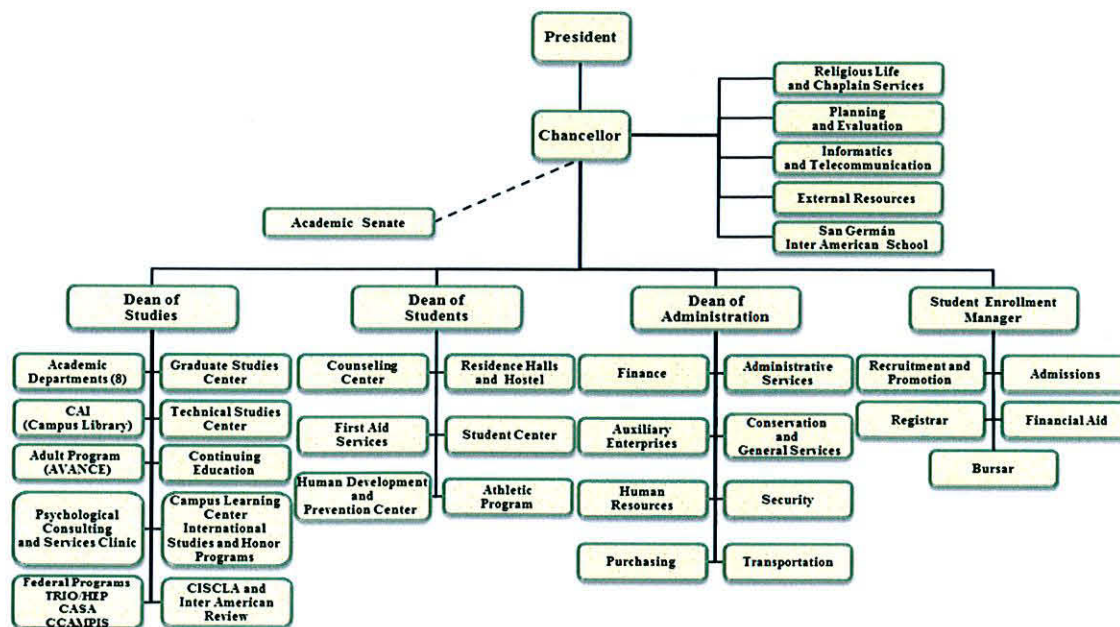 President
Chancellor
Religious Life
and Chaplain Services
Planning
and Evaluation
Informatics
and Telecommunication
External Resources
San Germán
Inter American School
Academic Senate
Dean of
Studies
Dean of
Students
Dean of
Administration
Student Enrollment
Manager
Academic
Departments (8)
Graduate Studies
Center
CAI
(Campus Library)
Technical Studies
Center
Adult Program
(AVANCE)
Continuing
Education
Psychological
Consulting
and Services Clinic
Campus Learning
Center
International
Studies and Honor
Programs
Federal Programs
TRIO/HEP
CASA
CCAMPIS
CISCLA and
Inter American
Review
Counseling
Center
Residence Halls
and Hostel
First Aid
Services
Student Center
Human Development
and
Prevention Center
Athletic
Program
Finance
Administrative
Services
Auxiliary
Enterprises
Conservation
and
General Services
Human
Resources
Security
Purchasing
Transportation
Recruitment and
Promotion
Admissions
Registrar
Financial Aid
Bursar